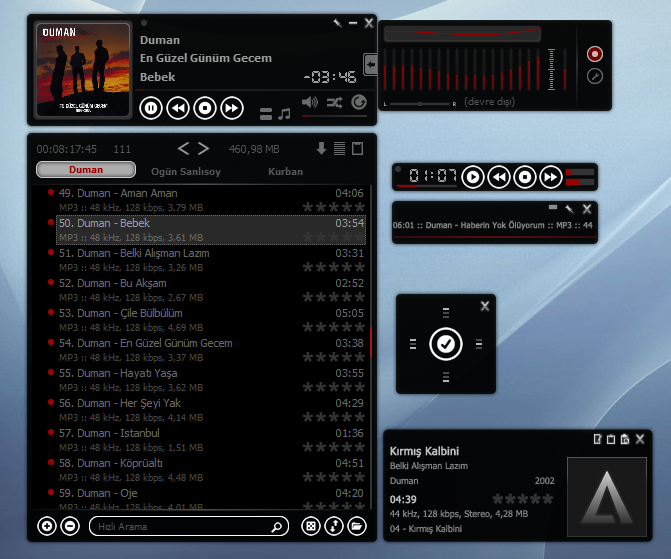 DUMAN
EN GÜZEL GÜNÜM GECEM
Duman
En Güzel Günüm Gecem
Bebek
-03:46
L
R
(devre dışı)
00:08:17:45
111
460,98 MB
Duman
Ogün Sanlısoy
Kurban
49. Duman - Aman Aman
04:06
MP3 :: 48 kHz, 128 kbps, 3,79 MB
50. Duman - Bebek
03:54
MP3 :: 48 kHz, 128 kbps, 3,61 MB
51. Duman - Belki Alışman Lazım
03:31
MP3 :: 48 kHz, 128 kbps, 3,26 MB
52. Duman - Bu Akşam
02:52
MP3 :: 48 kHz, 128 kbps, 2,67 MB
53. Duman - Çile Bülbülüm
05:05
MP3 :: 48 kHz, 128 kbps, 4,69 MB
54. Duman - En Güzel Günüm Gecem
03:38
MP3 :: 48 kHz, 128 kbps, 3,37 MB
55. Duman - Hayatı Yaşa
03:55
MP3 :: 48 kHz, 128 kbps, 3,62 MB
56. Duman - Her Şeyi Yak
04:29
MP3 :: 48 kHz, 128 kbps, 4,14 MB
57. Duman - Istanbul
01:36
MP3 :: 48 kHz, 128 kbps, 1,51 MB
58. Duman - Köprüaltı
04:51
MP3 :: 48 kHz, 128 kbps, 4,48 MB
59. Duman - Oje
04:20
MP3 :: 48 kHz, 128 kbps, 4,01 MB
Hızlı Arama
01:07
06:01 :: Duman - Haberin Yok Ölüyorum :: MP3 :: 44
Kırmış Kalbini
Belki Alışman Lazım
Duman
2002
04:39
44 kHz, 128 kbps, Stereo, 4,28 MB
04 - Kırmış Kalbini